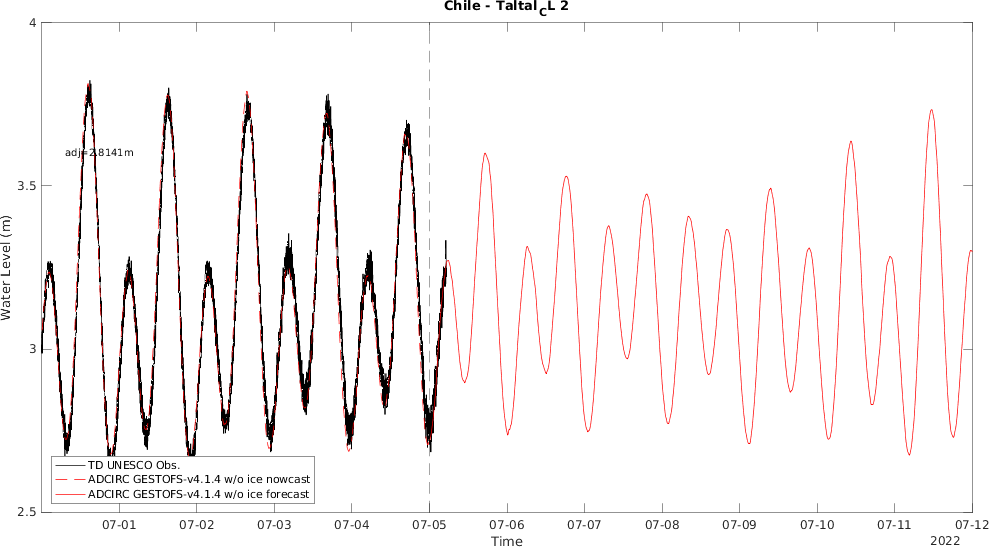 Chile - Taltal_CL 2
4
3.5
3
2.5
Water Level (m)
adj=2.8141m
TD UNESCO Obs.
ADCIRC GESTOFS-v4.1.4 w/o ice nowcast
ADCIRC GESTOFS-v4.1.4 w/o ice forecast
07-01 07-02 07-03 07-04 07-05 07-06 07-07 07-08 07-09 07-10 07-11 07-12
Time
2022